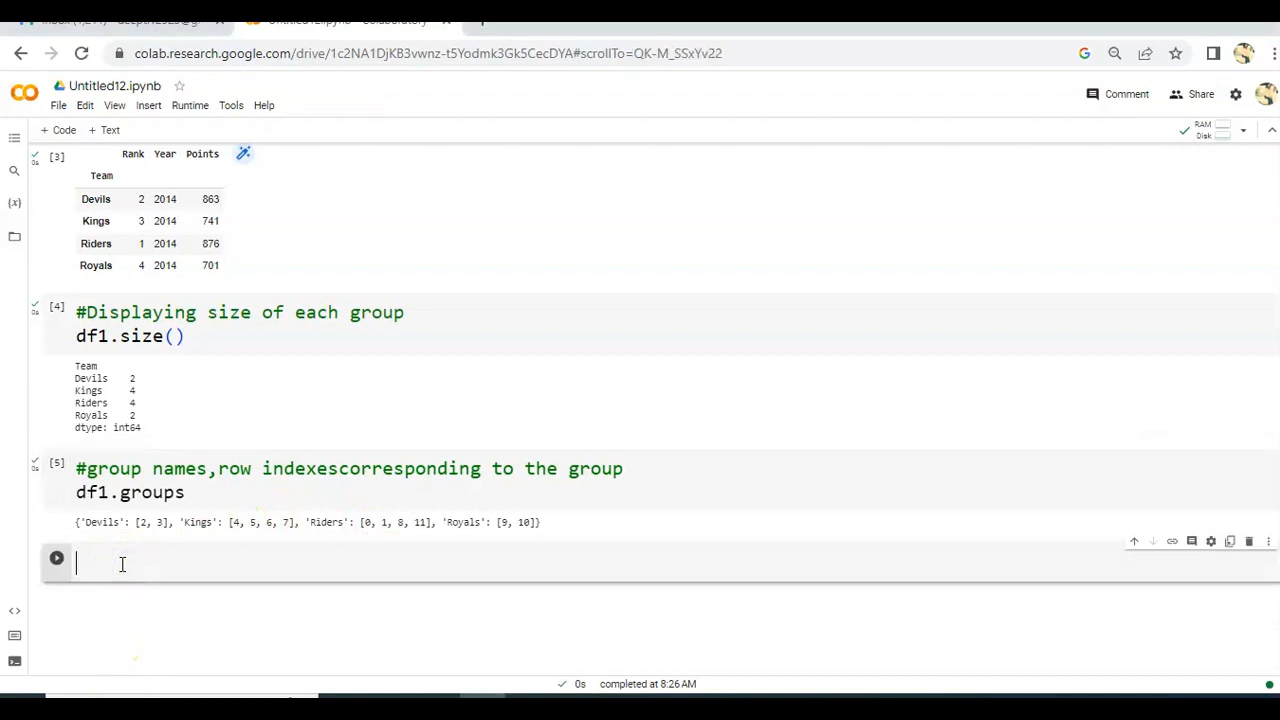 colab.research.google.com/drive/1c2NA1DjKB3vwnz-t5Yodmk3Gk5CecDYA#scrollTo=QK-M_SSxYv22
Untitled12.ipynb
File Edit View Insert Runtime Tools Help
Comment Share
+ Code + Text
RAM
Disk
[3]
Rank Year Points
Team
Devils 2 2014 863
Kings 3 2014 741
Riders 1 2014 876
Royals 4 2014 701
[4] #Displaying size of each group
df1.size()
Team
Devils 2
Kings 4
Riders 4
Royals 2
dtype: int64
[5] #group names,row indexescorresponding to the group
df1.groups
{'Devils': [2, 3], 'Kings': [4, 5, 6, 7], 'Riders': [0, 1, 8, 11], 'Royals': [9, 10]}
0s completed at 8:26 AM